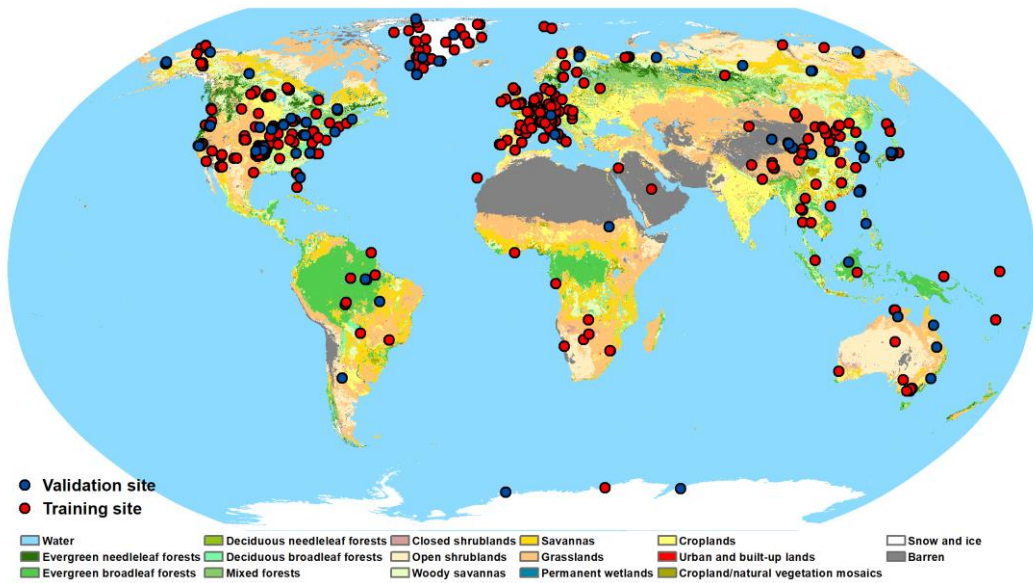 Validation site
Training site
Water
Deciduous needleleaf forests
Closed shrublands
Savannas
Croplands
Snow and ice
Evergreen needleleaf forests
Deciduous broadleaf forests
Open shrublands
Grasslands
Urban and built-up lands
Barren
Evergreen broadleaf forests
Mixed forests
Woody savannas
Permanent wetlands
Cropland/natural vegetation mosaics